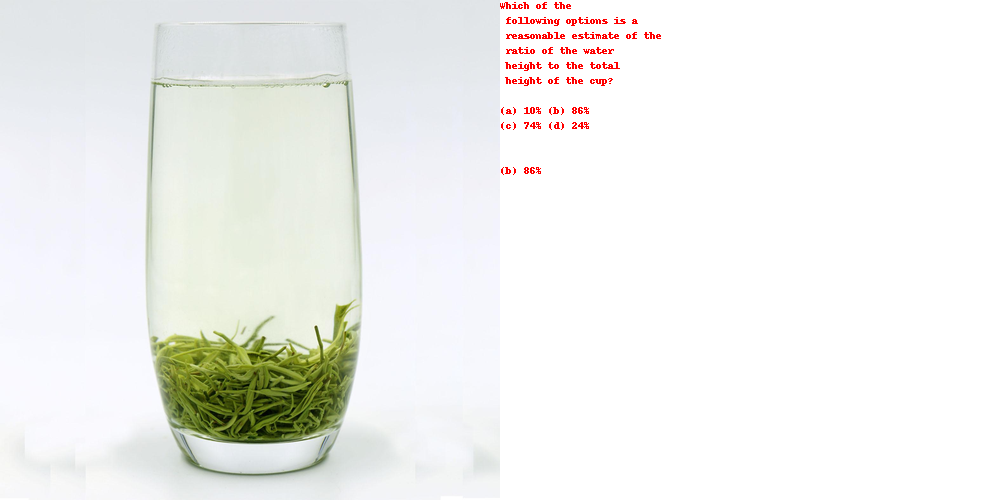 Which of the
following options is a
reasonable estimate of the
ratio of the water
height to the total
height of the cup?
(a) 10% (b) 86%
(c) 74% (d) 24%
(b) 86%